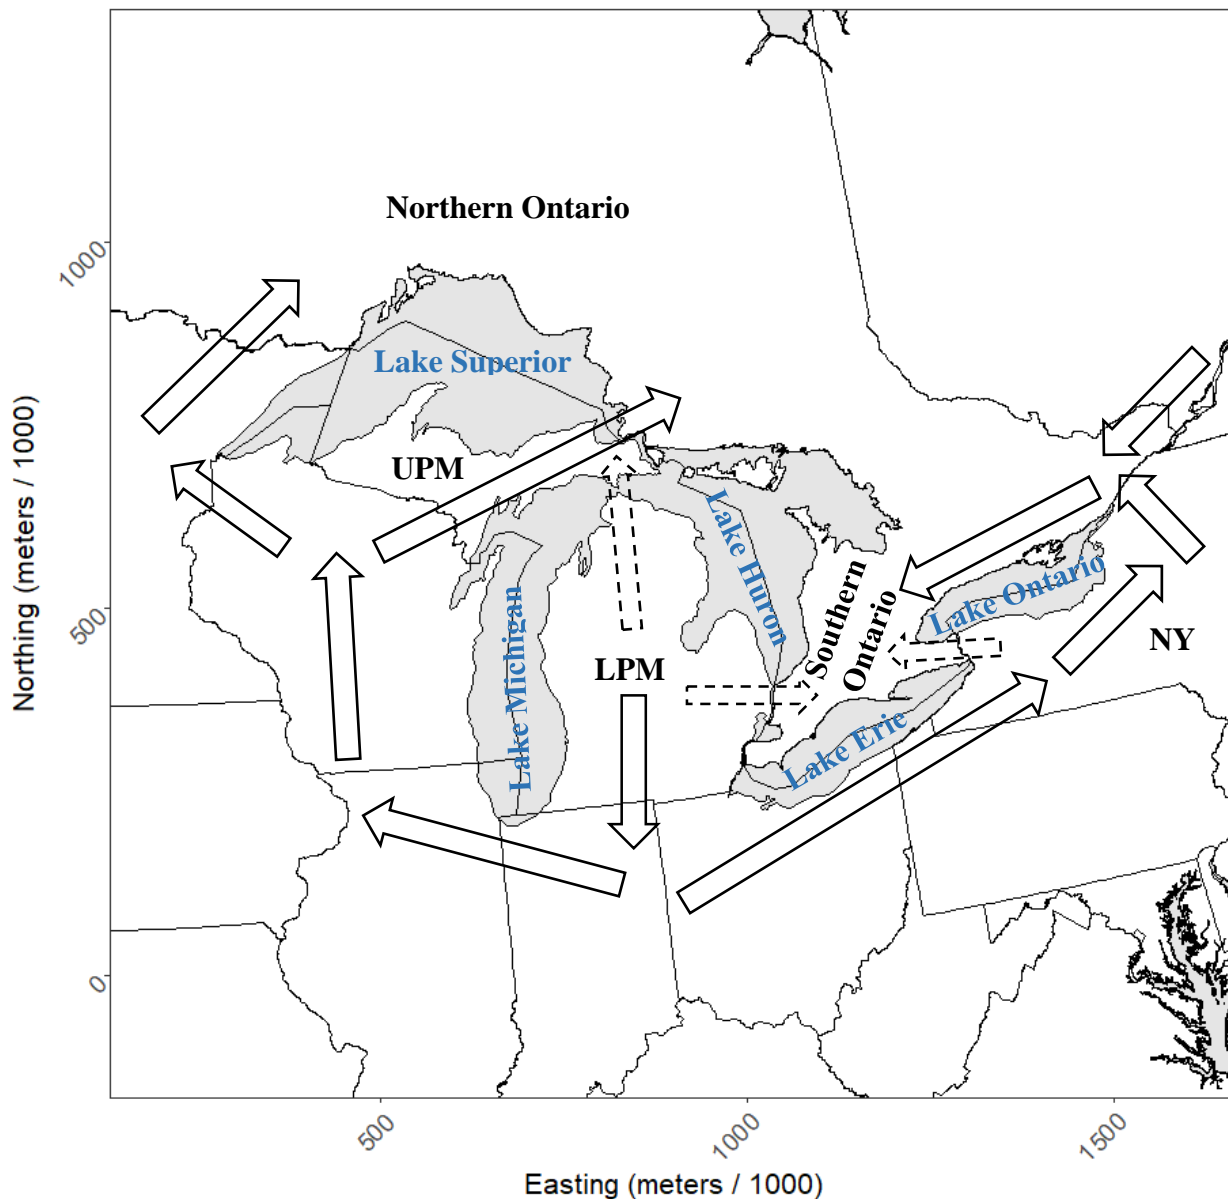 Northern Ontario
1000
Lake Superior
UPM
Lake Huron
Northing (meters / 1000)
500
Lake Michigan
LPM
Southern
Ontario
Lake Ontario
NY
Lake Erie
0
500
1000
1500
Easting (meters / 1000)